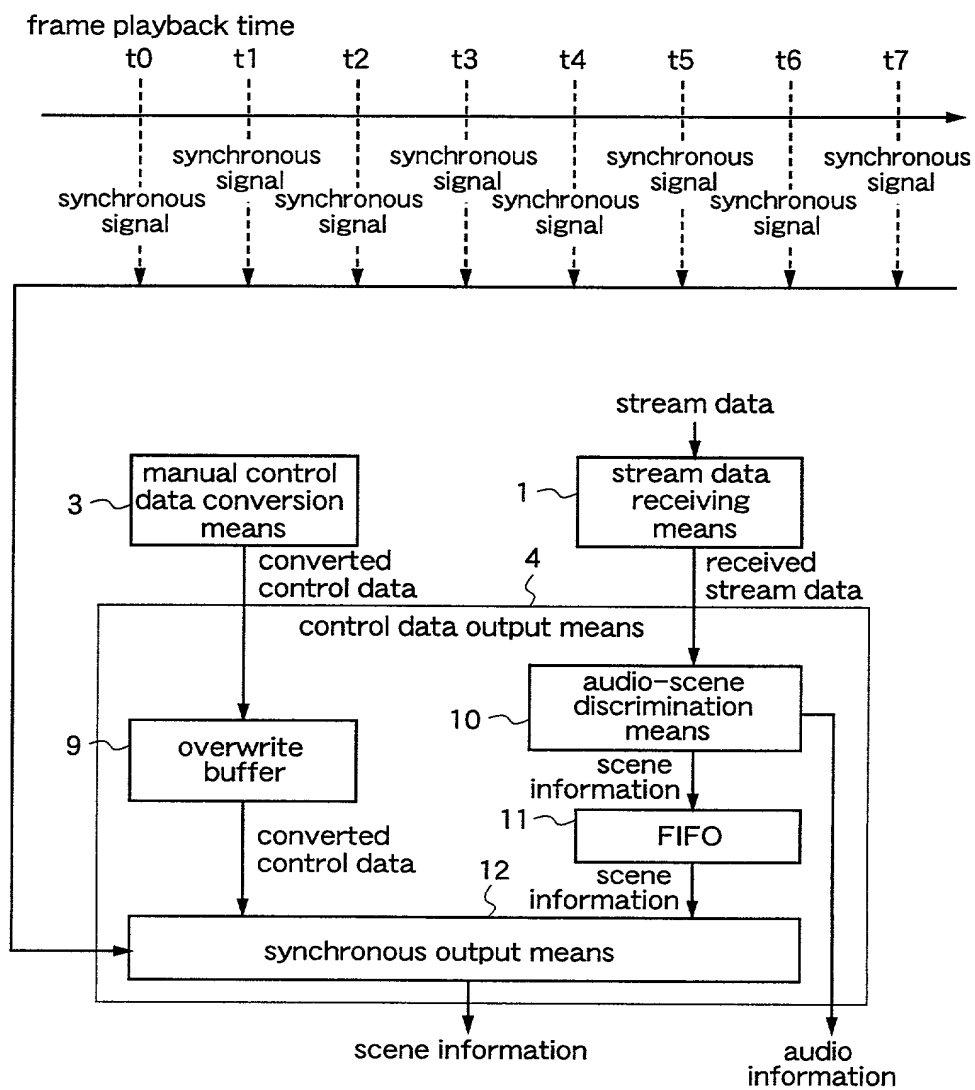 frame playback time
t0 t1 t2 t3 t4 t5 t6 t7
synchronous signal
synchronous signal
synchronous signal
synchronous signal
synchronous signal
synchronous signal
synchronous signal
synchronous signal
stream data
manual control
data conversion
means
3
stream data
receiving
means
1
converted
control data
4
received
stream data
control data output means
audio-scene
discrimination
means
10
9
overwrite
buffer
scene
information
11
FIFO
converted
control data
scene
information
12
synchronous output means
scene information
audio
information